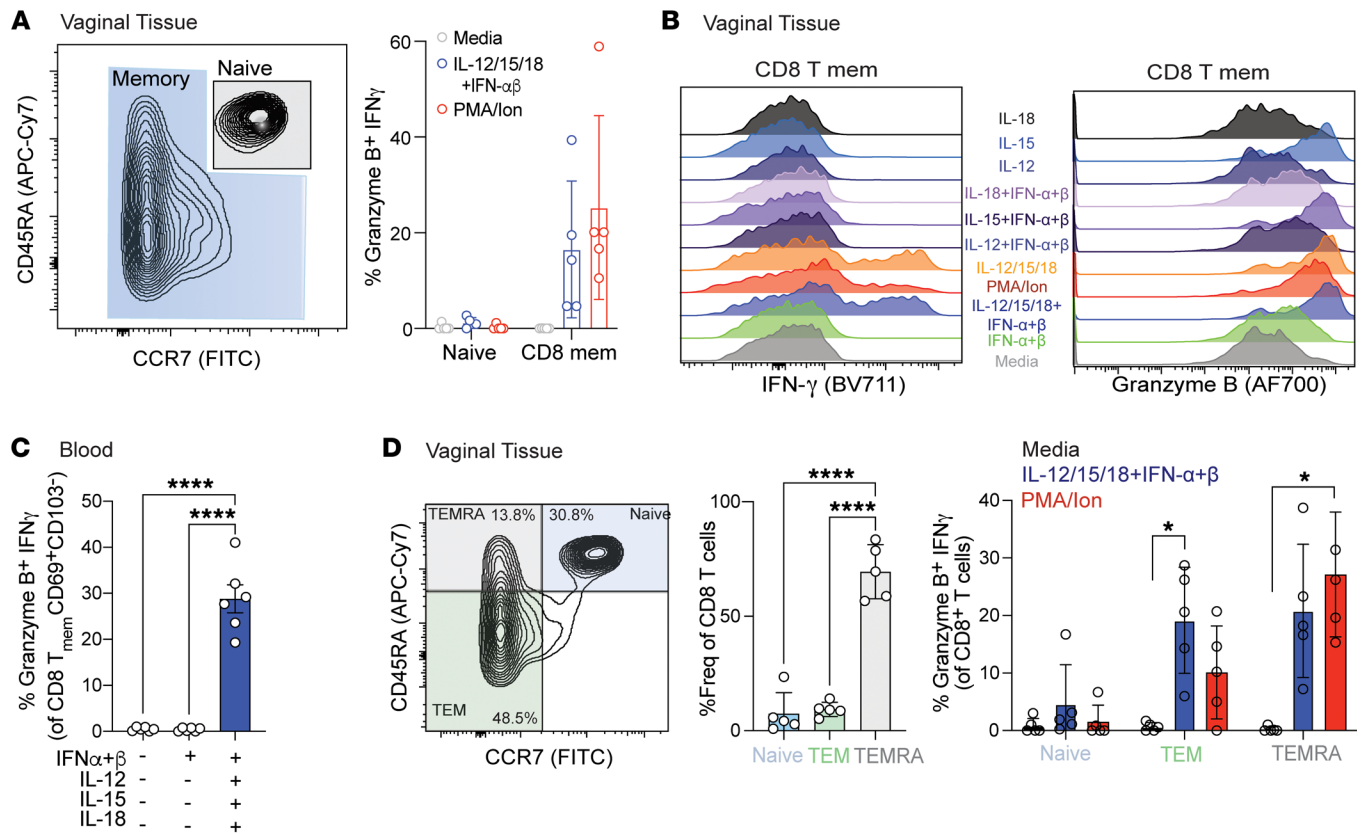 A Vaginal Tissue
Memory
Naive
CD45RA (APC-Cy7)
CCR7 (FITC)
% Granzyme B+ IFNγ
60
40
20
0
Media
IL-12/15/18
+IFN-αβ
PMA/Ion
Naive CD8 mem
B Vaginal Tissue
CD8 T mem
CD8 T mem
IL-18
IL-15
IL-12
IL-18+IFN-α+β
IL-15+IFN-α+β
IL-12+IFN-α+β
IL-12/15/18
PMA/Ion
IL-12/15/18+
IFN-α+β
IFN-α+β
Media
IFN-γ (BV711)
Granzyme B (AF700)
C Blood
% Granzyme B+ IFNγ
(of CD8 Tmem CD69+CD103-)
50
40
30
20
10
0
****
****
IFNα+β - + +
IL-12 - - +
IL-15 - - +
IL-18 - - +
D Vaginal Tissue
TEMRA 13.8% 30.8% Naive
TEM 48.5%
CD45RA (APC-Cy7)
CCR7 (FITC)
%Freq of CD8 T cells
100
50
0
****
****
Naive TEM TEMRA
Media
IL-12/15/18+IFN-α+β
PMA/Ion
% Granzyme B+ IFNγ
(of CD8+ T cells)
40
30
20
10
0
*
*
Naive TEM TEMRA